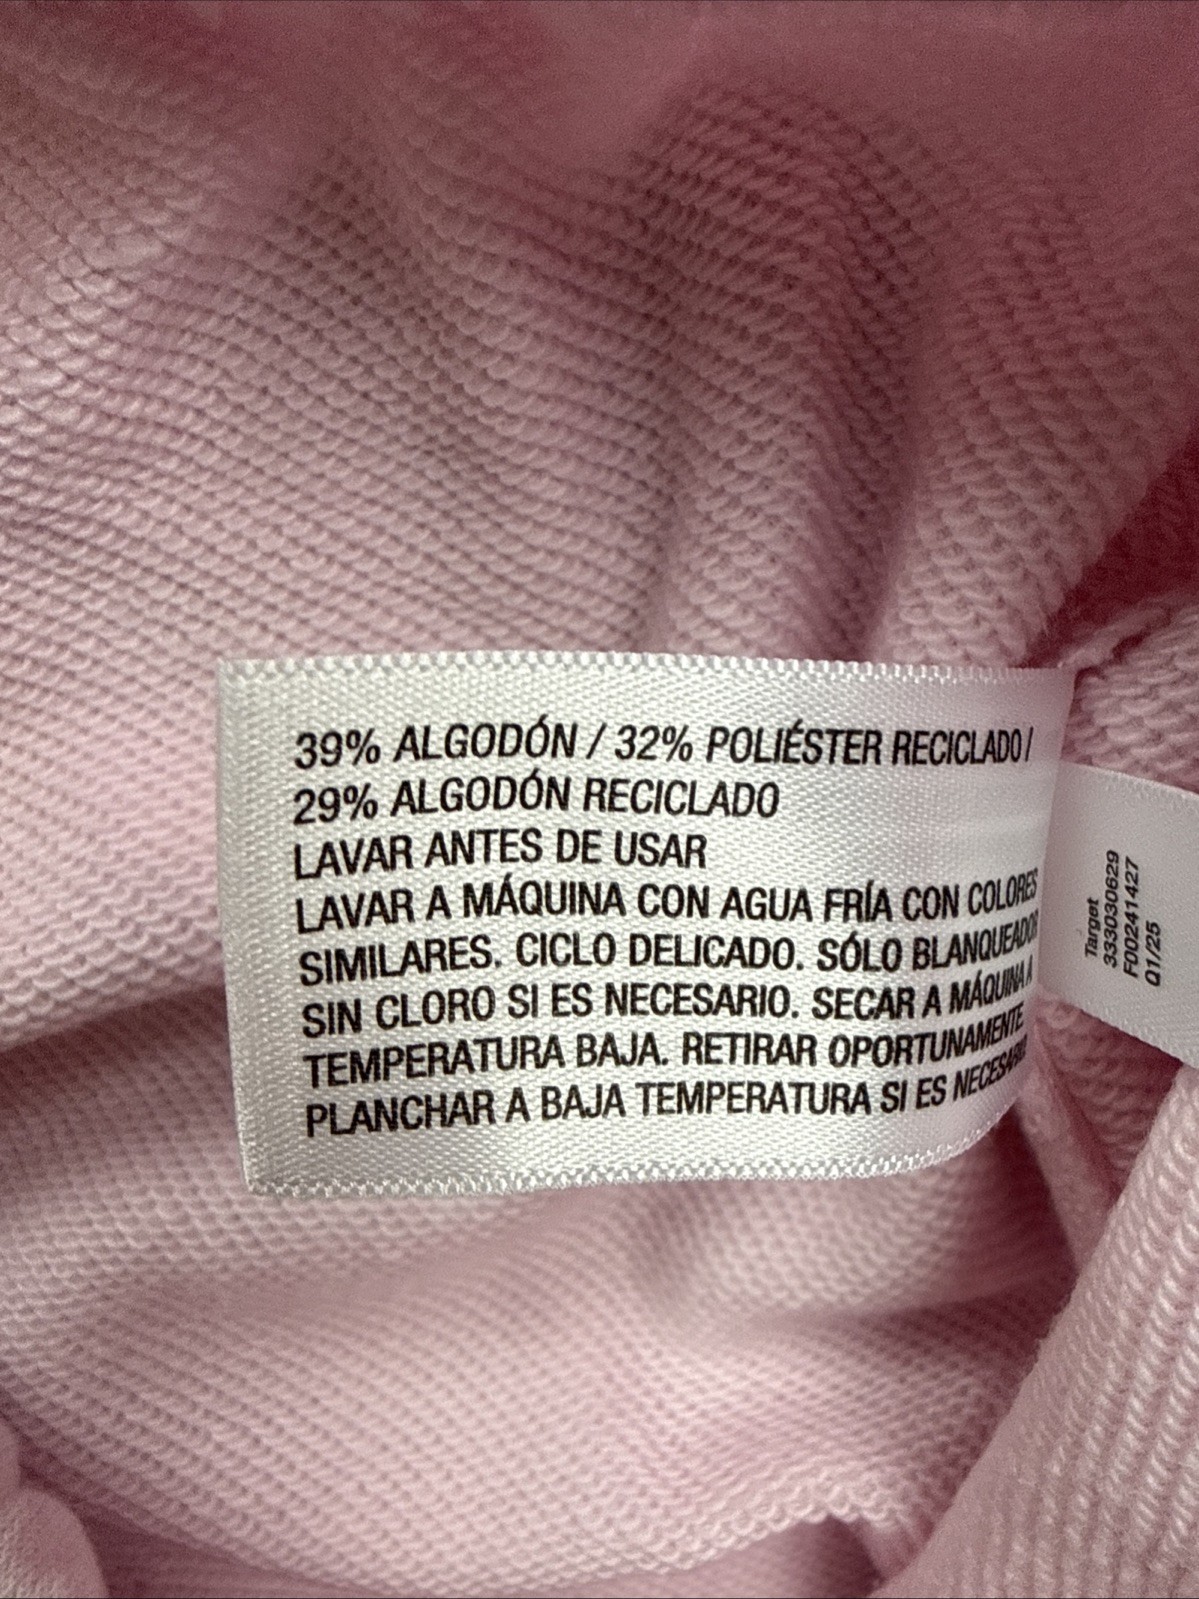 39% ALGODÓN / 32% POLIÉSTER RECICLADO /
29% ALGODÓN RECICLADO
LAVAR ANTES DE USAR
LAVAR A MÁQUINA CON AGUA FRÍA CON COLORES
SIMILARES. CICLO DELICADO. SÓLO BLANQUEADOR
SIN CLORO SI ES NECESARIO. SECAR A MÁQUINA A
TEMPERATURA BAJA. RETIRAR OPORTUNAMENTE.
PLANCHAR A BAJA TEMPERATURA SI ES NECESARIO.
Target
333030629
F00241427
Q1/25